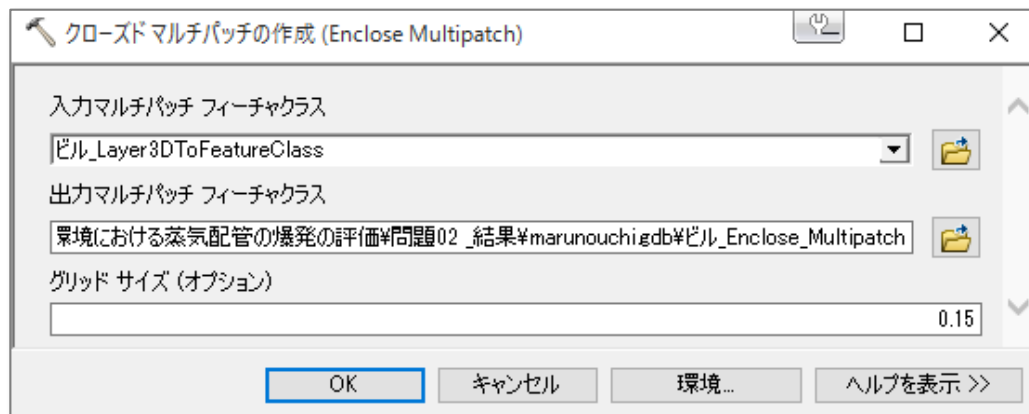 クローズド マルチパッチの作成 (Enclose Multipatch)
入力マルチパッチ フィーチャクラス
ビル_Layer3DToFeatureClass
出力マルチパッチ フィーチャクラス
環境における蒸気配管の爆発の評価¥問題02 _結果¥marunouchi.gdb¥ビル_Enclose_Multipatch
グリッド サイズ (オプション)
0.15
OK
キャンセル
環境...
ヘルプを表示 >>